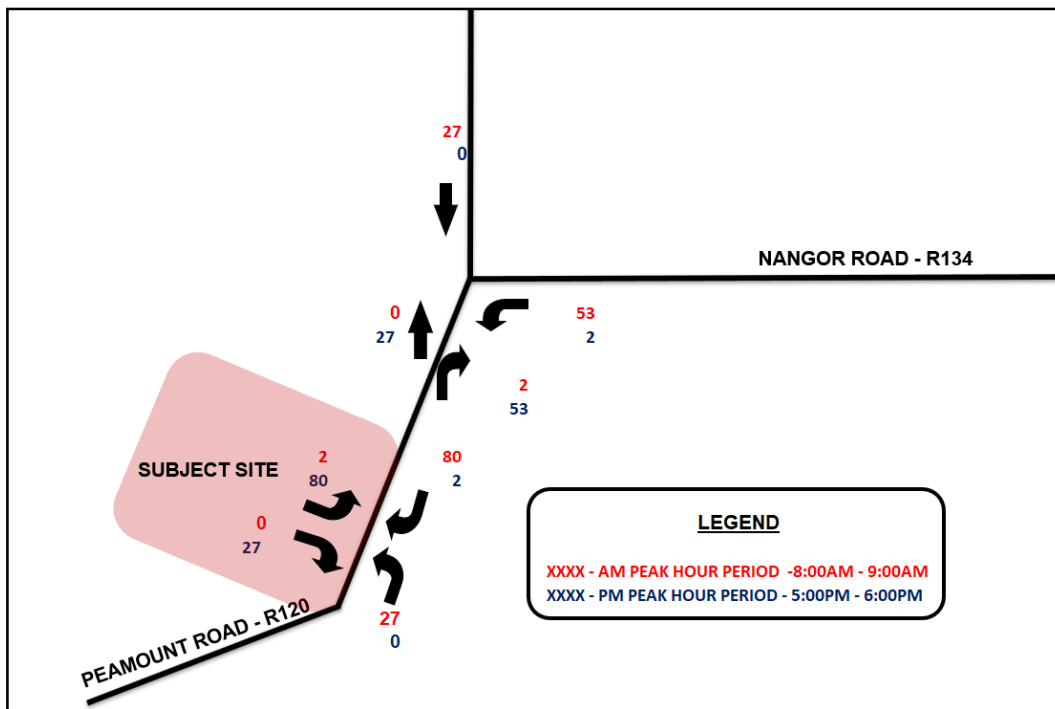 27
0
NANGOR ROAD - R134
0
27
53
2
2
53
SUBJECT SITE
2
80
80
2
0
27
27
0
PEAMOUNT ROAD - R120
LEGEND
XXXX - AM PEAK HOUR PERIOD -8:00AM - 9:00AM
XXXX - PM PEAK HOUR PERIOD - 5:00PM - 6:00PM